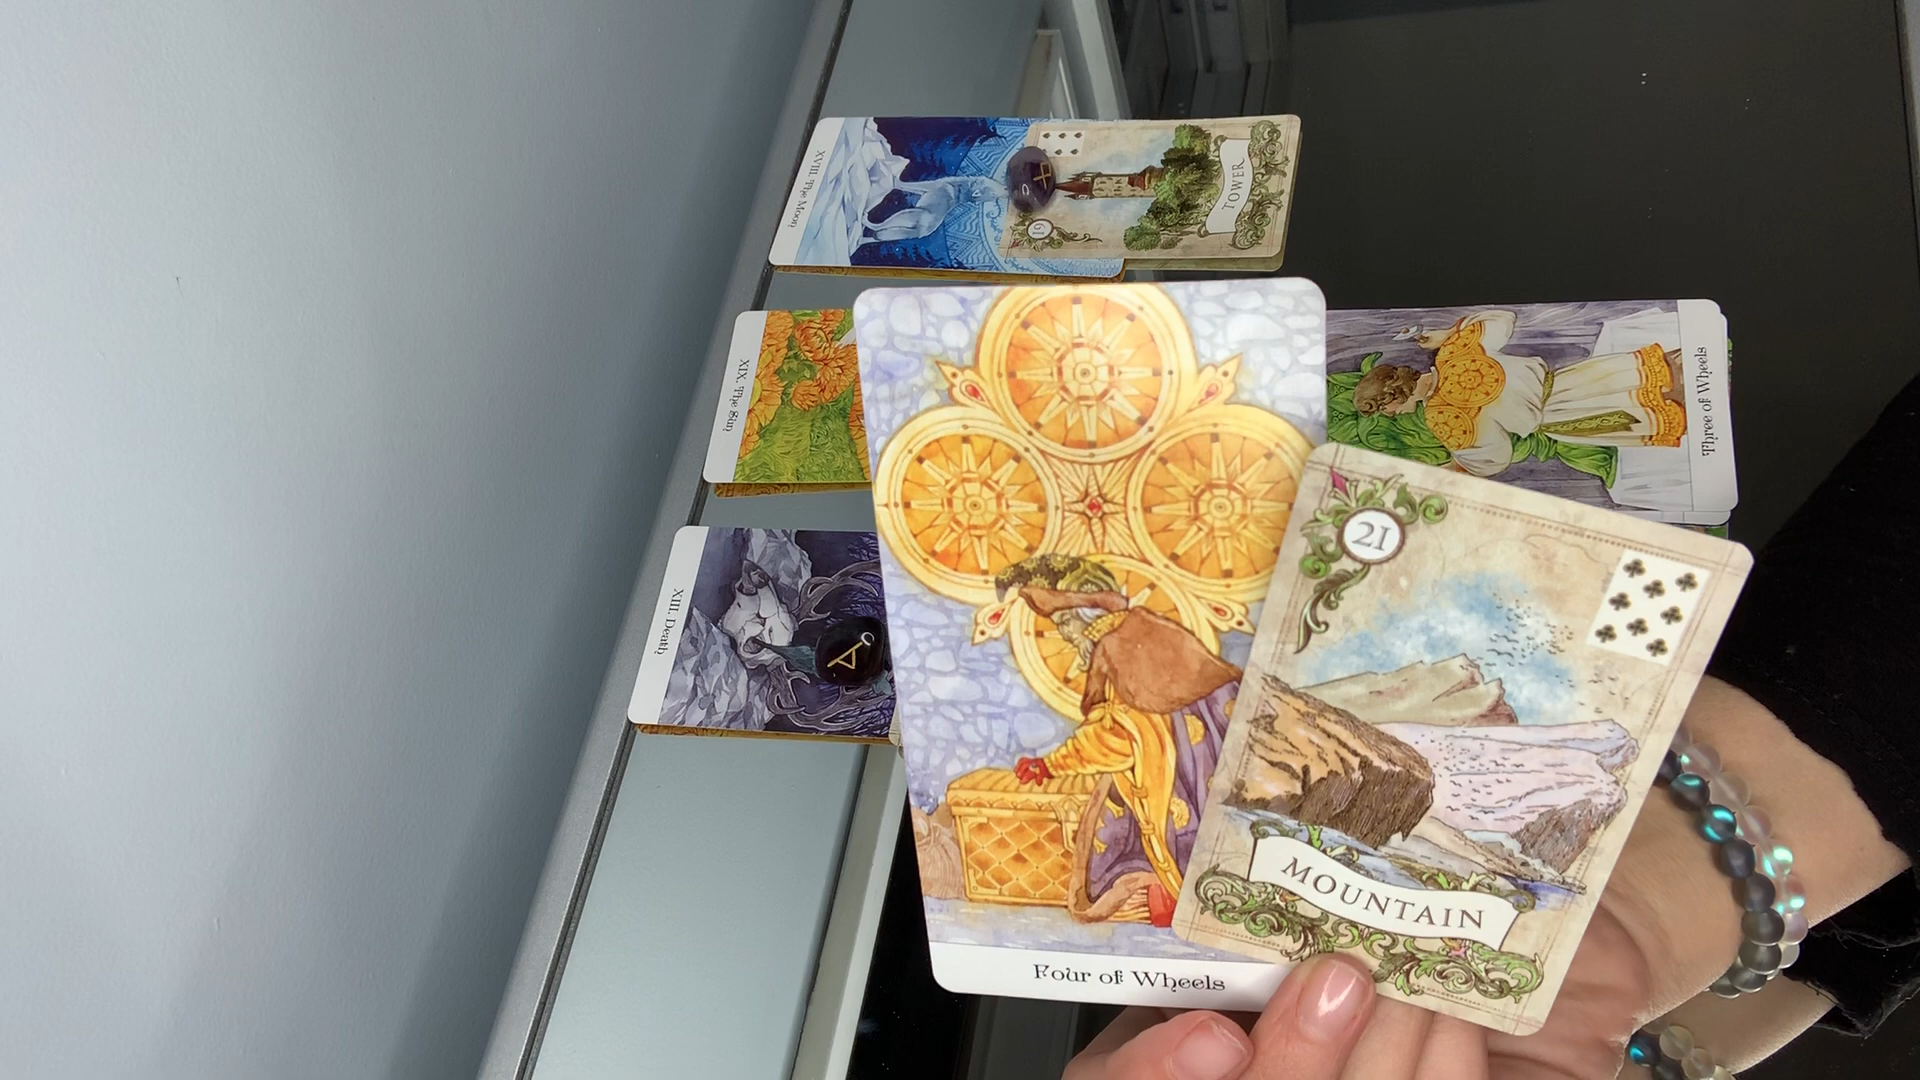 XVIII. The Moon
19
TOWER
XIX. The Sun
Three of Wheels
XIII. Death
21
MOUNTAIN
Four of Wheels